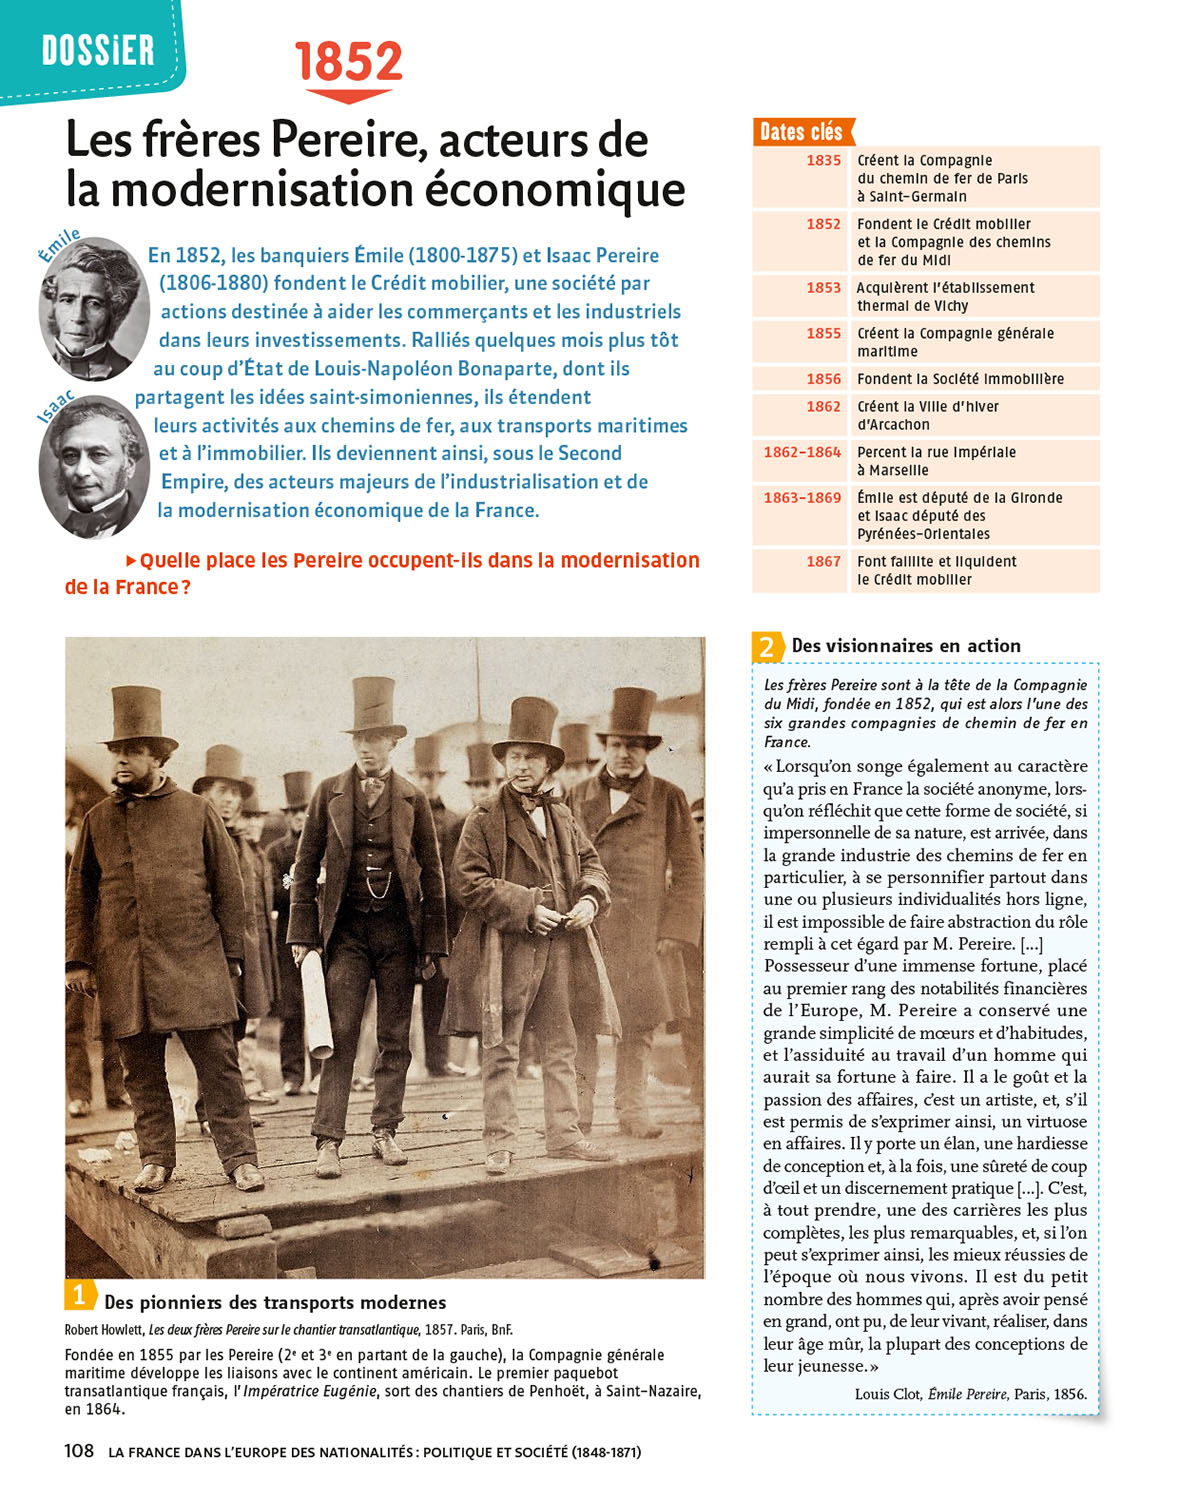 DOSSiER
1852
Les frères Pereire, acteurs de
la modernisation économique
Émile
Isaac
En 1852, les banquiers Émile (1800-1875) et Isaac Pereire
(1806-1880) fondent le Crédit mobilier, une société par
actions destinée à aider les commerçants et les industriels
dans leurs investissements. Ralliés quelques mois plus tôt
au coup d’État de Louis-Napoléon Bonaparte, dont ils
partagent les idées saint-simoniennes, ils étendent
leurs activités aux chemins de fer, aux transports maritimes
et à l’immobilier. Ils deviennent ainsi, sous le Second
Empire, des acteurs majeurs de l’industrialisation et de
la modernisation économique de la France.
▸ Quelle place les Pereire occupent-ils dans la modernisation
de la France ?
Dates clés
1835 Créent la Compagnie
du chemin de fer de Paris
à Saint-Germain
1852 Fondent le Crédit mobilier
et la Compagnie des chemins
de fer du Midi
1853 Acquièrent l’établissement
thermal de Vichy
1855 Créent la Compagnie générale
maritime
1856 Fondent la Société immobilière
1862 Créent la Ville d’hiver
d’Arcachon
1862-1864 Percent la rue Impériale
à Marseille
1863-1869 Émile est député de la Gironde
et Isaac député des
Pyrénées-Orientales
1867 Font faillite et liquident
le Crédit mobilier
1 Des pionniers des transports modernes
Robert Howlett, Les deux frères Pereire sur le chantier transatlantique, 1857. Paris, BnF.
Fondée en 1855 par les Pereire (2e et 3e en partant de la gauche), la Compagnie générale
maritime développe les liaisons avec le continent américain. Le premier paquebot
transatlantique français, l’Impératrice Eugénie, sort des chantiers de Penhoët, à Saint-Nazaire,
en 1864.
2 Des visionnaires en action
Les frères Pereire sont à la tête de la Compagnie
du Midi, fondée en 1852, qui est alors l’une des
six grandes compagnies de chemin de fer en
France.
« Lorsqu’on songe également au caractère
qu’a pris en France la société anonyme, lors-
qu’on réfléchit que cette forme de société, si
impersonnelle de sa nature, est arrivée, dans
la grande industrie des chemins de fer en
particulier, à se personnifier partout dans
une ou plusieurs individualités hors ligne,
il est impossible de faire abstraction du rôle
rempli à cet égard par M. Pereire. [...]
Possesseur d’une immense fortune, placé
au premier rang des notabilités financières
de l’Europe, M. Pereire a conservé une
grande simplicité de mœurs et d’habitudes,
et l’assiduité au travail d’un homme qui
aurait sa fortune à faire. Il a le goût et la
passion des affaires, c’est un artiste, et, s’il
est permis de s’exprimer ainsi, un virtuose
en affaires. Il y porte un élan, une hardiesse
de conception et, à la fois, une sûreté de coup
d’œil et un discernement pratique [...]. C’est,
à tout prendre, une des carrières les plus
complètes, les plus remarquables, et, si l’on
peut s’exprimer ainsi, les mieux réussies de
l’époque où nous vivons. Il est du petit
nombre des hommes qui, après avoir pensé
en grand, ont pu, de leur vivant, réaliser, dans
leur âge mûr, la plupart des conceptions de
leur jeunesse. »
Louis Clot, Émile Pereire, Paris, 1856.
108 LA FRANCE DANS L’EUROPE DES NATIONALITÉS : POLITIQUE ET SOCIÉTÉ (1848-1871)